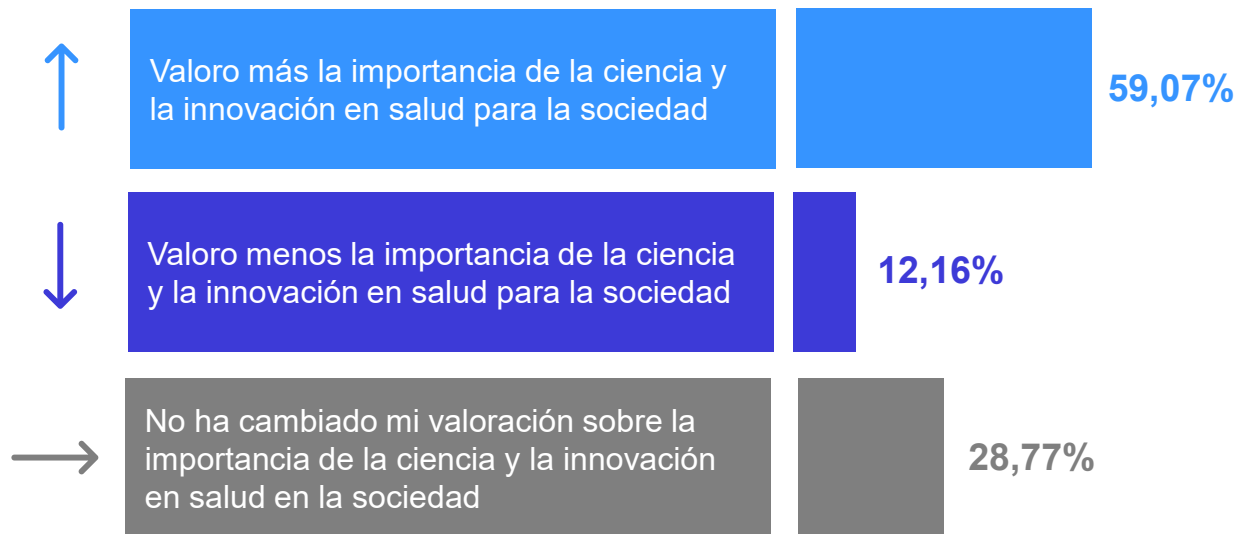 Valoro más la importancia de la ciencia y
la innovación en salud para la sociedad
59,07%
Valoro menos la importancia de la ciencia
y la innovación en salud para la sociedad
12,16%
No ha cambiado mi valoración sobre la
importancia de la ciencia y la innovación
en salud en la sociedad
28,77%